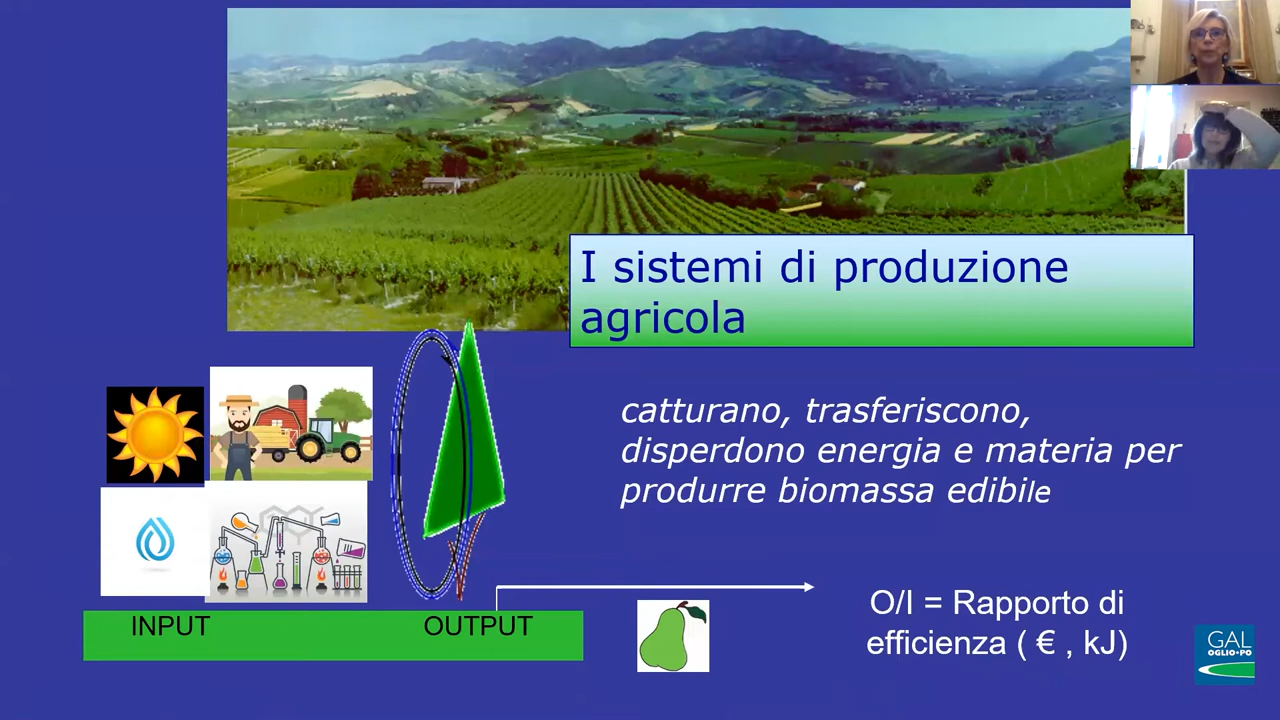 I sistemi di produzione
agricola
catturano, trasferiscono,
disperdono energia e materia per
produrre biomassa edibile
INPUT
OUTPUT
O/I = Rapporto di
efficienza ( € , kJ)
GAL
OGLIO•PO